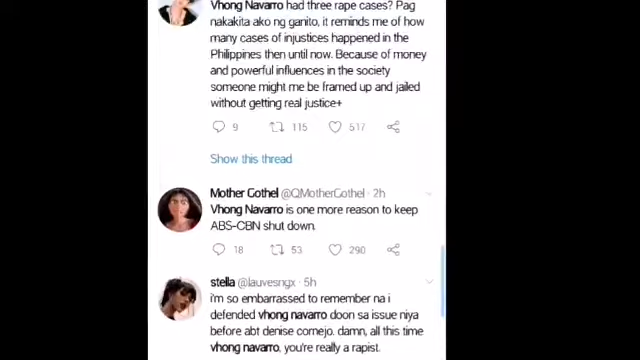 Vhong Navarro had three rape cases? Pag
nakakita ako ng ganito, it reminds me of how
many cases of injustices happened in the
Philippines then until now. Because of money
and powerful influences in the society
someone might me be framed up and jailed
without getting real justice+
9 115 517
Show this thread
Mother Gothel @QMotherGothel · 2h
Vhong Navarro is one more reason to keep
ABS-CBN shut down.
18 53 290
stella @lauvesngx · 5h
i'm so embarrassed to remember na i
defended vhong navarro doon sa issue niya
before abt denise cornejo. damn, all this time
vhong navarro, you're really a rapist.